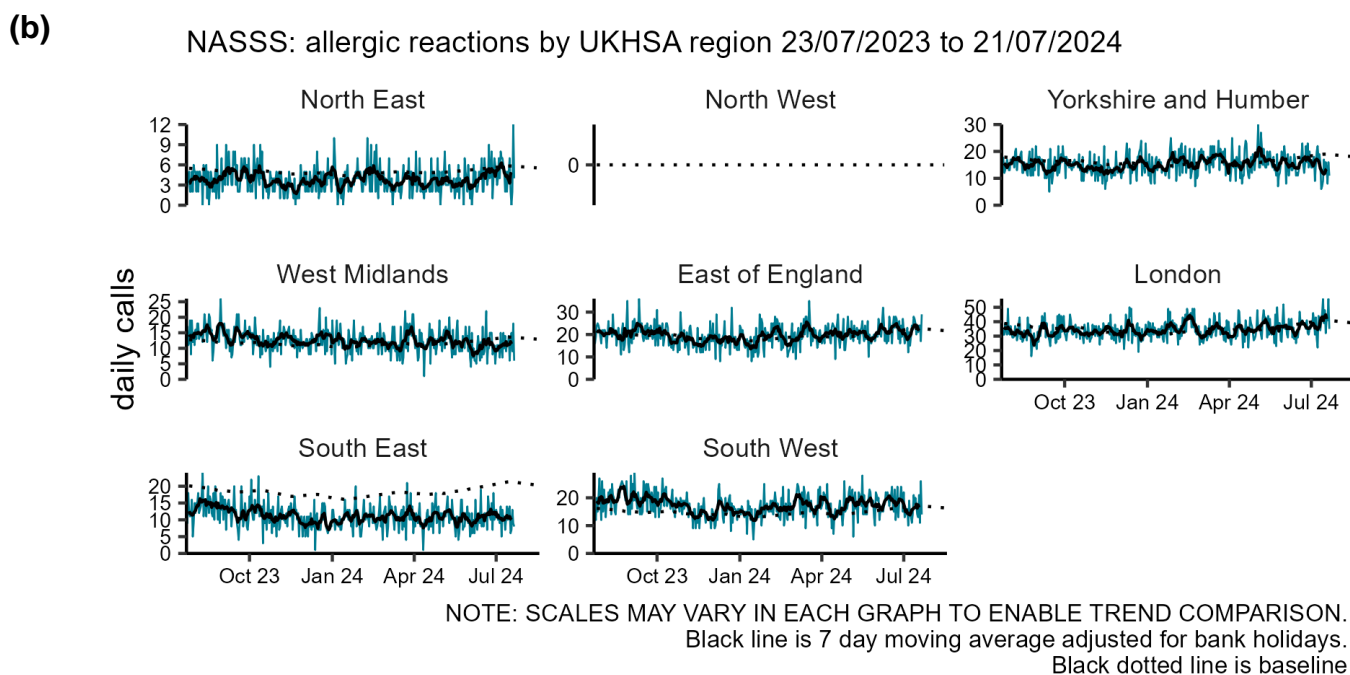 (b)
NASSS: allergic reactions by UKHSA region 23/07/2023 to 21/07/2024
North East
12
9
6
3
0
North West
0
Yorkshire and Humber
30
20
10
0
daily calls
West Midlands
25
20
15
10
5
0
East of England
30
20
10
0
London
50
40
30
20
10
0
Oct 23 Jan 24 Apr 24 Jul 24
South East
20
15
10
5
0
Oct 23 Jan 24 Apr 24 Jul 24
South West
20
10
0
Oct 23 Jan 24 Apr 24 Jul 24
NOTE: SCALES MAY VARY IN EACH GRAPH TO ENABLE TREND COMPARISON.
Black line is 7 day moving average adjusted for bank holidays.
Black dotted line is baseline